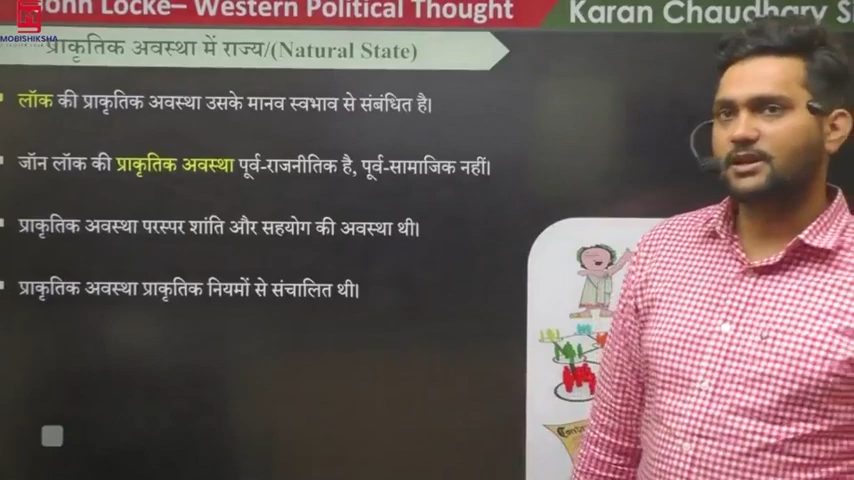 John Locke– Western Political Thought
Karan Chaudhary S
MOBISHIKSHA
प्राकृतिक अवस्था में राज्य/(Natural State)
लॉक की प्राकृतिक अवस्था उसके मानव स्वभाव से संबंधित है।
जॉन लॉक की प्राकृतिक अवस्था पूर्व-राजनीतिक है, पूर्व-सामाजिक नहीं।
प्राकृतिक अवस्था परस्पर शांति और सहयोग की अवस्था थी।
प्राकृतिक अवस्था प्राकृतिक नियमों से संचालित थी।